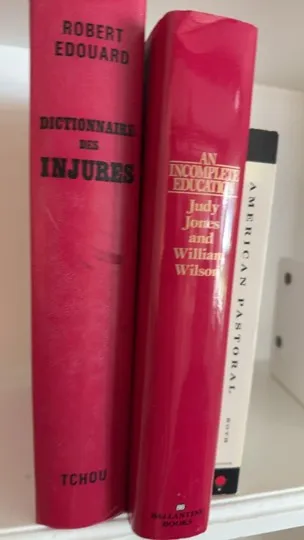 ROBERT
EDOUARD
DICTIONNAIRE
DES
INJURES
TCHOU
AN
INCOMPLETE
EDUCATION
Judy
Jones
and
William
Wilson
BALLANTINE
BOOKS
AMERICAN PASTORAL
ROTH